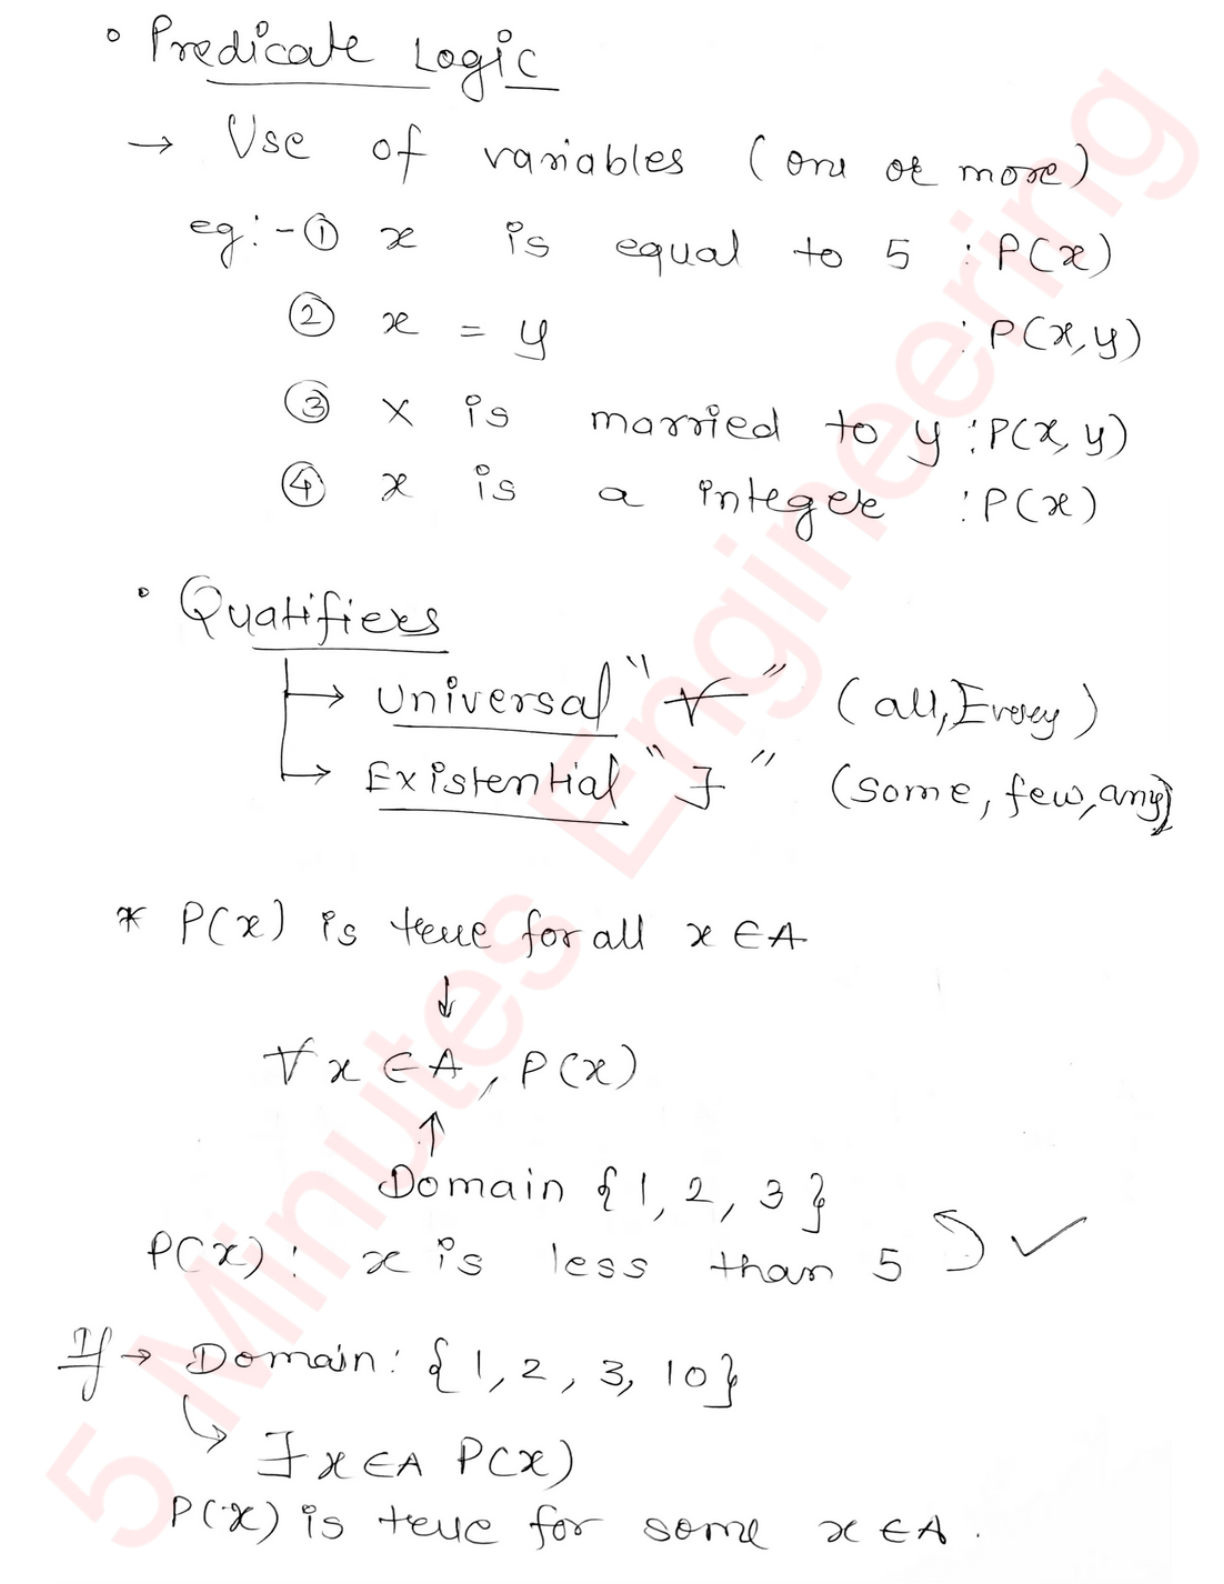 • Predicate Logic
→ Use of variables (one or more)
eg:- ① x is equal to 5 : P(x)
② x = y : P(x,y)
③ x is married to y : P(x, y)
④ x is a integer : P(x)
• Quatifiers
→ Universal "∀" (all, Every)
→ Existential "∃" (some, few, any)
* P(x) is true for all x ∈ A
↓
∀ x ∈ A, P(x)
↑
Domain {1, 2, 3}
P(x): x is less than 5 ✓
If → Domain: {1, 2, 3, 10}
↳ ∃ x ∈ A P(x)
P(x) is true for some x ∈ A.
5 Minutes Engineering